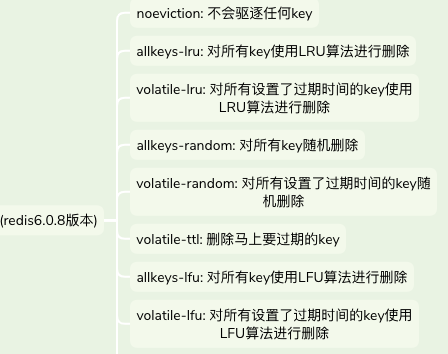 noeviction: 不会驱逐任何key
allkeys-lru: 对所有key使用LRU算法进行删除
volatile-lru: 对所有设置了过期时间的key使用
LRU算法进行删除
allkeys-random: 对所有key随机删除
volatile-random: 对所有设置了过期时间的key随
机删除
(redis6.0.8版本)
volatile-ttl: 删除马上要过期的key
allkeys-lfu: 对所有key使用LFU算法进行删除
volatile-lfu: 对所有设置了过期时间的key使用
LFU算法进行删除